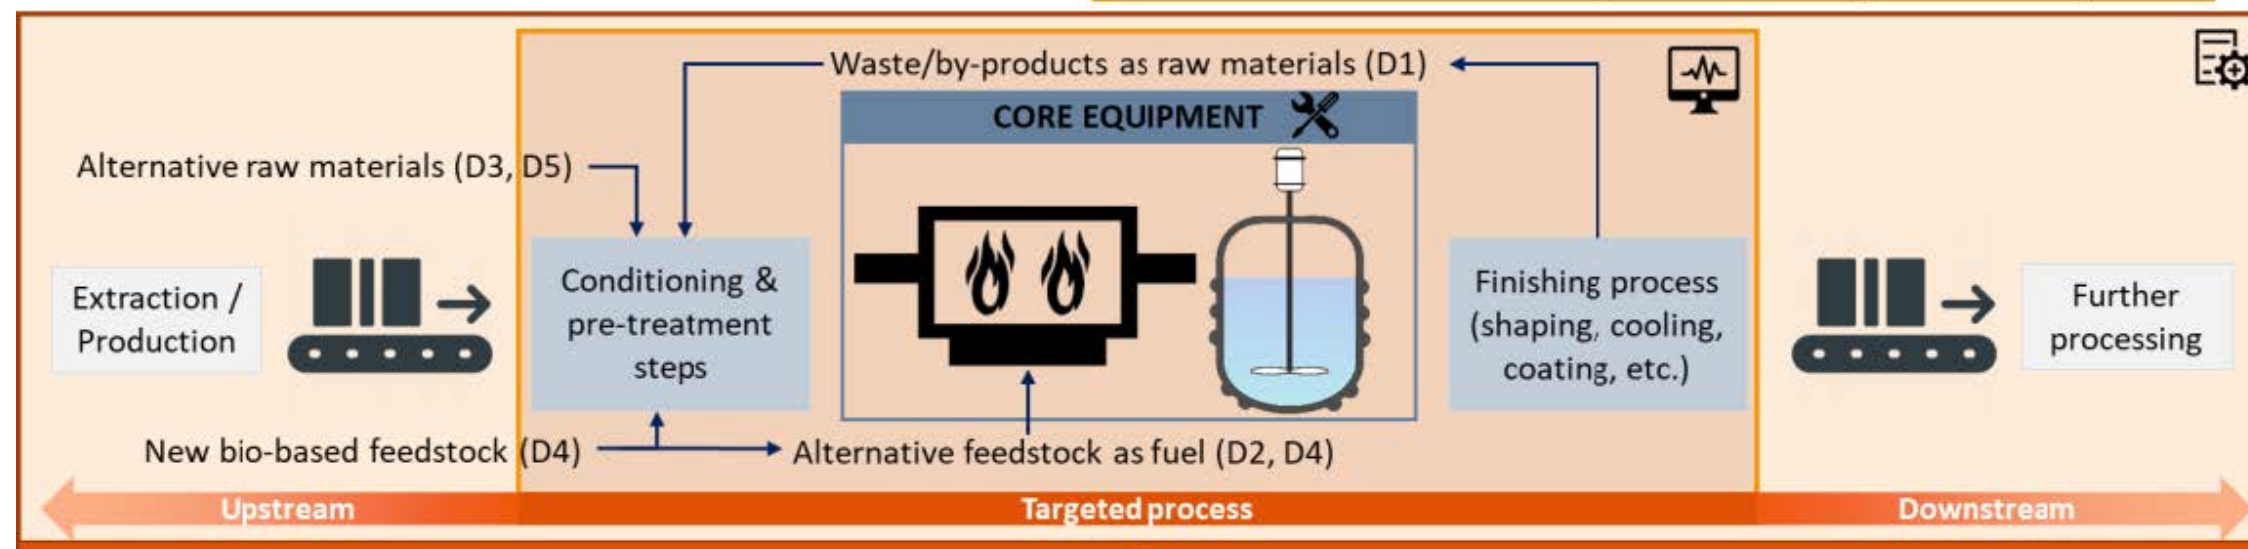 Waste/by-products as raw materials (D1)
CORE EQUIPMENT
Alternative raw materials (D3, D5)
Extraction /
Production
Conditioning &
pre-treatment
steps
Finishing process
(shaping, cooling,
coating, etc.)
Further
processing
New bio-based feedstock (D4)
Alternative feedstock as fuel (D2, D4)
Upstream
Targeted process
Downstream